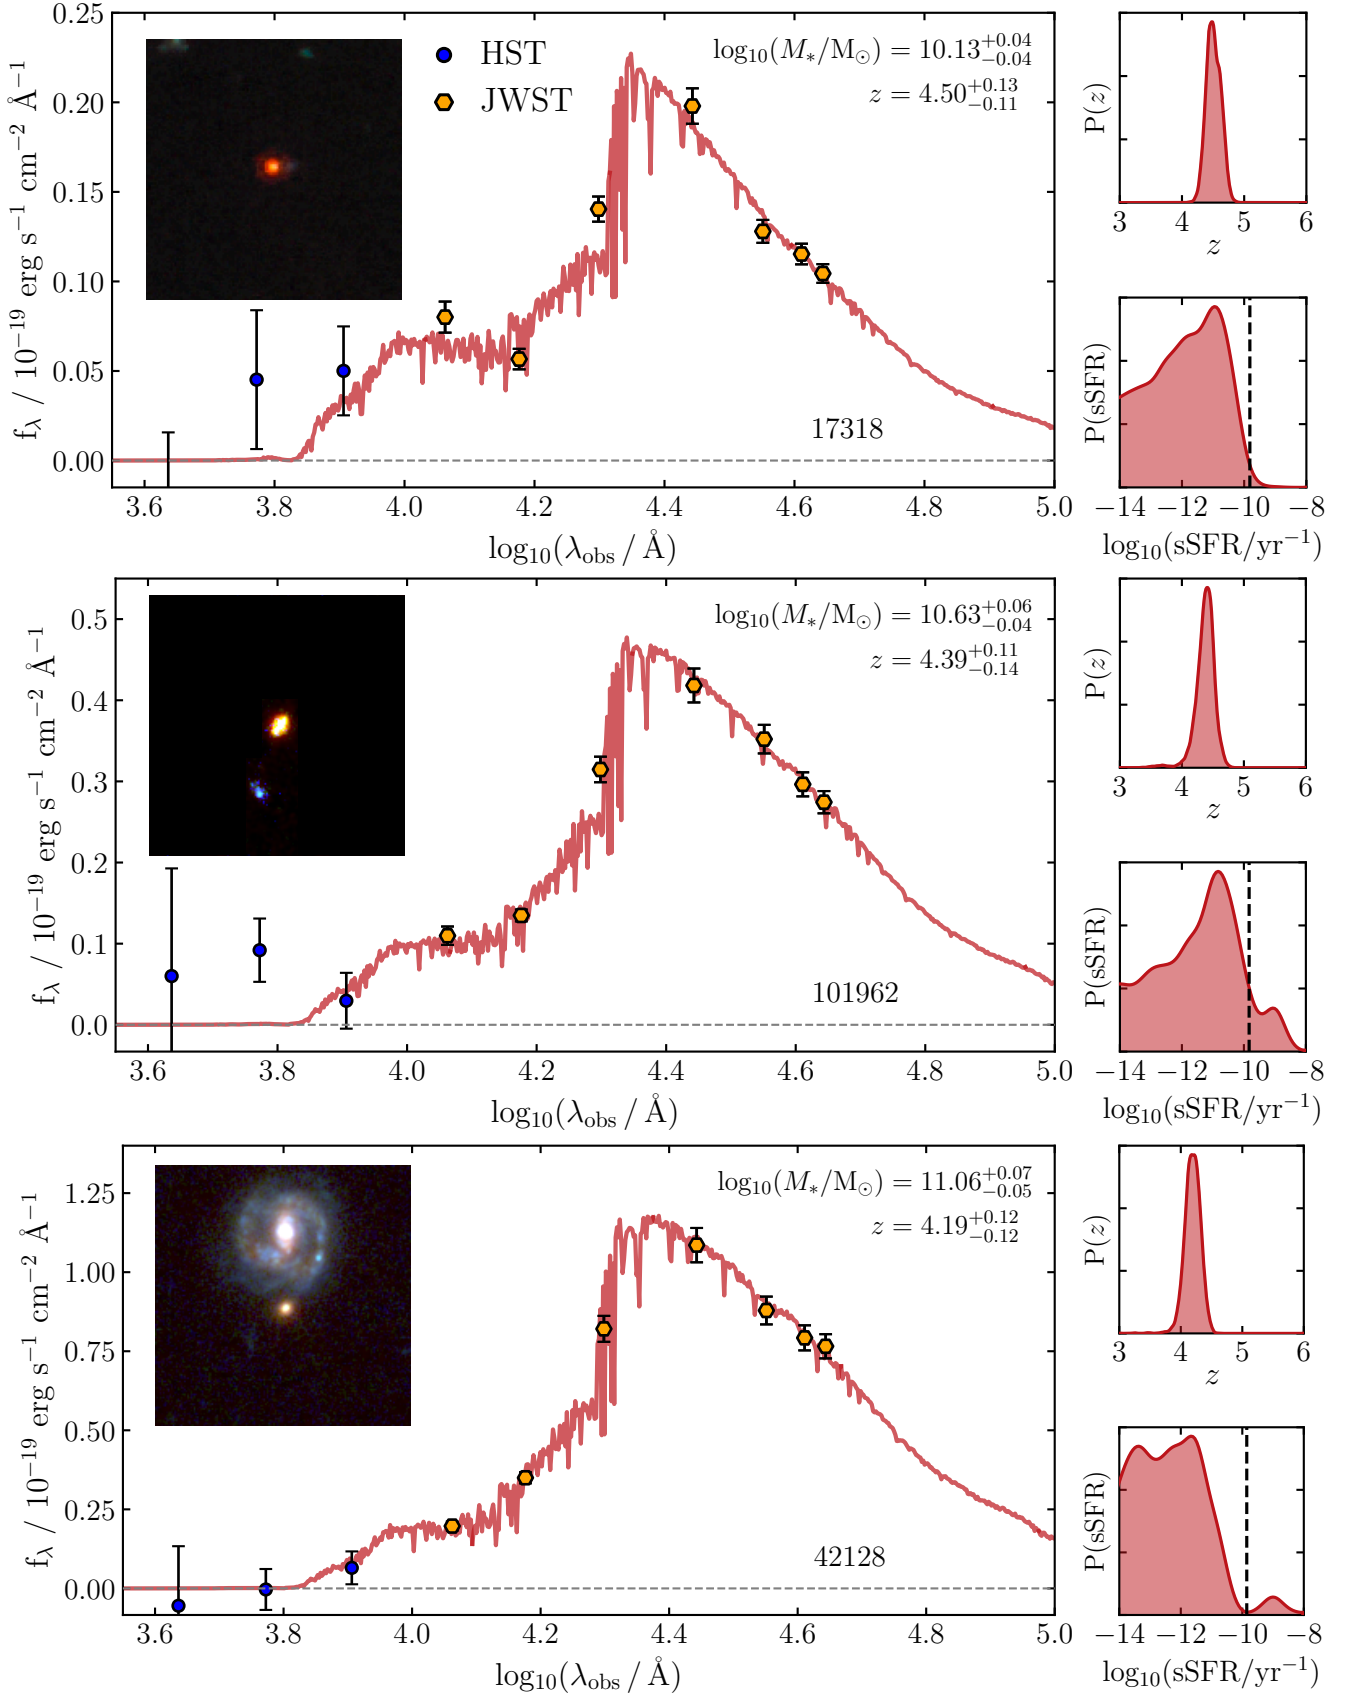 0.25
0.20
0.15
0.10
0.05
0.00
f_λ / 10⁻¹⁹ erg s⁻¹ cm⁻² Å⁻¹
HST
JWST
log₁₀(M_*/M_⊙) = 10.13^{+0.04}_{−0.04}
z = 4.50^{+0.13}_{−0.11}
17318
3.6 3.8 4.0 4.2 4.4 4.6 4.8 5.0
log₁₀(λ_obs / Å)
P(z)
3 4 5 6
z
P(sSFR)
−14 −12 −10 −8
log₁₀(sSFR/yr⁻¹)
0.5
0.4
0.3
0.2
0.1
0.0
f_λ / 10⁻¹⁹ erg s⁻¹ cm⁻² Å⁻¹
log₁₀(M_*/M_⊙) = 10.63^{+0.06}_{−0.04}
z = 4.39^{+0.11}_{−0.14}
101962
3.6 3.8 4.0 4.2 4.4 4.6 4.8 5.0
log₁₀(λ_obs / Å)
P(z)
3 4 5 6
z
P(sSFR)
−14 −12 −10 −8
log₁₀(sSFR/yr⁻¹)
1.25
1.00
0.75
0.50
0.25
0.00
f_λ / 10⁻¹⁹ erg s⁻¹ cm⁻² Å⁻¹
log₁₀(M_*/M_⊙) = 11.06^{+0.07}_{−0.05}
z = 4.19^{+0.12}_{−0.12}
42128
3.6 3.8 4.0 4.2 4.4 4.6 4.8 5.0
log₁₀(λ_obs / Å)
P(z)
3 4 5 6
z
P(sSFR)
−14 −12 −10 −8
log₁₀(sSFR/yr⁻¹)